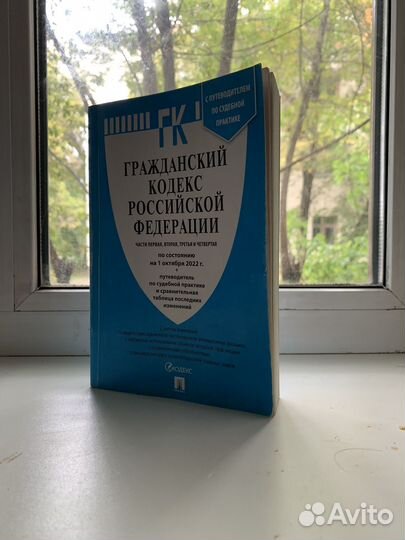 С ПУТЕВОДИТЕЛЕМ
ПО СУДЕБНОЙ
ПРАКТИКЕ
ГК
ГРАЖДАНСКИЙ
КОДЕКС
РОССИЙСКОЙ
ФЕДЕРАЦИИ
ЧАСТИ ПЕРВАЯ, ВТОРАЯ, ТРЕТЬЯ И ЧЕТВЕРТАЯ
по состоянию
на 1 октября 2022 г.
+
путеводитель
по судебной практике
и сравнительная
таблица последних
изменений
КОДЕКС
Avito